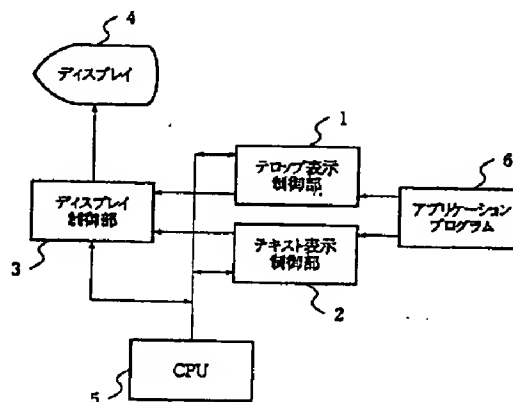 4
ディスプレイ
1
テロップ表示
制御部
6
アプリケーション
プログラム
ディスプレイ
制御部
3
テキスト表示
制御部
2
CPU
5